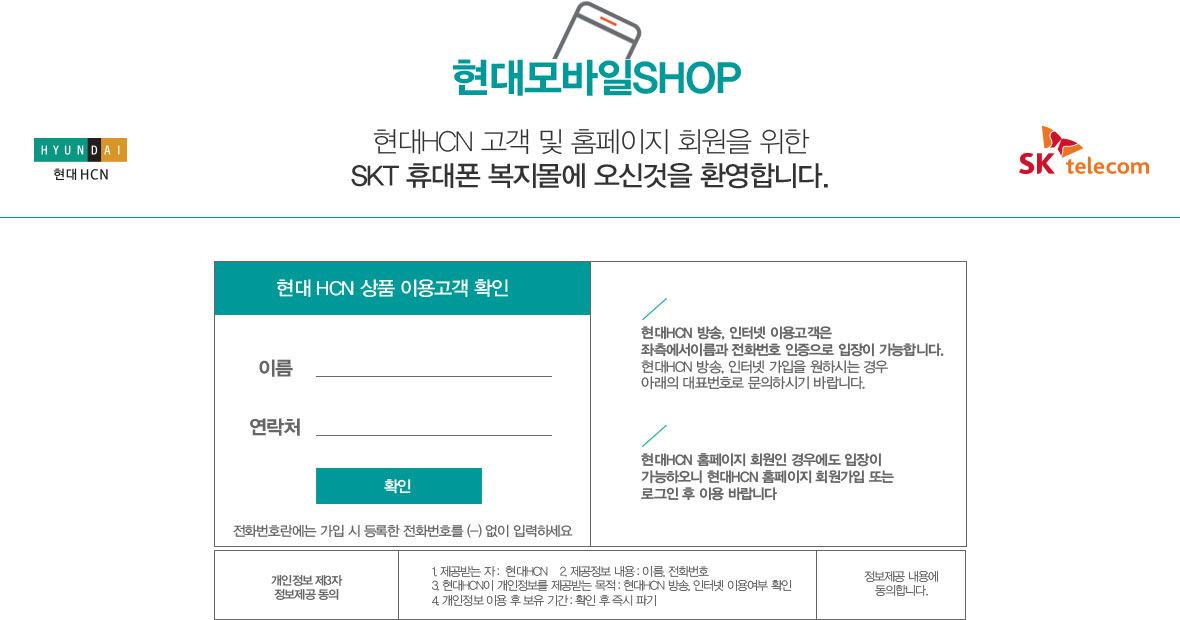 현대모바일SHOP
현대HCN 고객 및 홈페이지 회원을 위한
SKT 휴대폰 복지몰에 오신것을 환영합니다.
HYUNDAI
현대 HCN
SK telecom
현대 HCN 상품 이용고객 확인
이름
연락처
확인
전화번호란에는 가입 시 등록한 전화번호를 (-) 없이 입력하세요
현대HCN 방송, 인터넷 이용고객은
좌측에서이름과 전화번호 인증으로 입장이 가능합니다.
현대HCN 방송, 인터넷 가입을 원하시는 경우
아래의 대표번호로 문의하시기 바랍니다.
현대HCN 홈페이지 회원인 경우에도 입장이
가능하오니 현대HCN 홈페이지 회원가입 또는
로그인 후 이용 바랍니다
개인정보 제3자
정보제공 동의
1. 제공받는 자 : 현대HCN 2. 제공정보 내용 : 이름, 전화번호
3. 현대HCN이 개인정보를 제공받는 목적 : 현대HCN 방송, 인터넷 이용여부 확인
4. 개인정보 이용 후 보유 기간 : 확인 후 즉시 파기
정보제공 내용에
동의합니다.